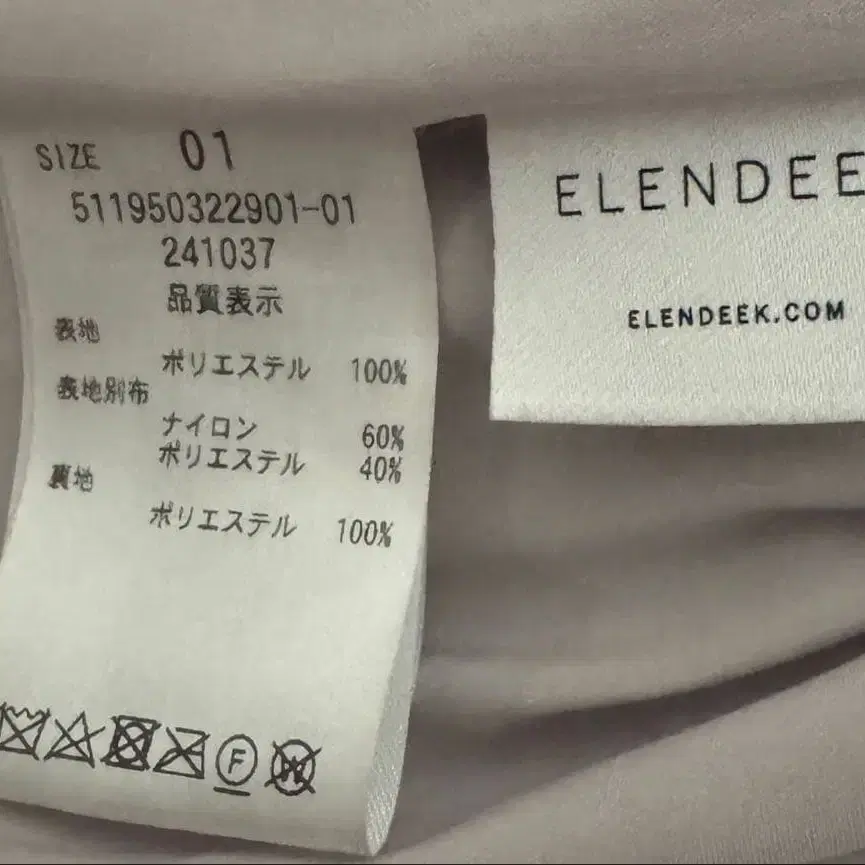 SIZE 01
511950322901-01
241037
品質表示
表地
ポリエステル 100%
表地別布
ナイロン 60%
ポリエステル 40%
裏地
ポリエステル 100%
F
W
ELENDEE
ELENDEEK.COM